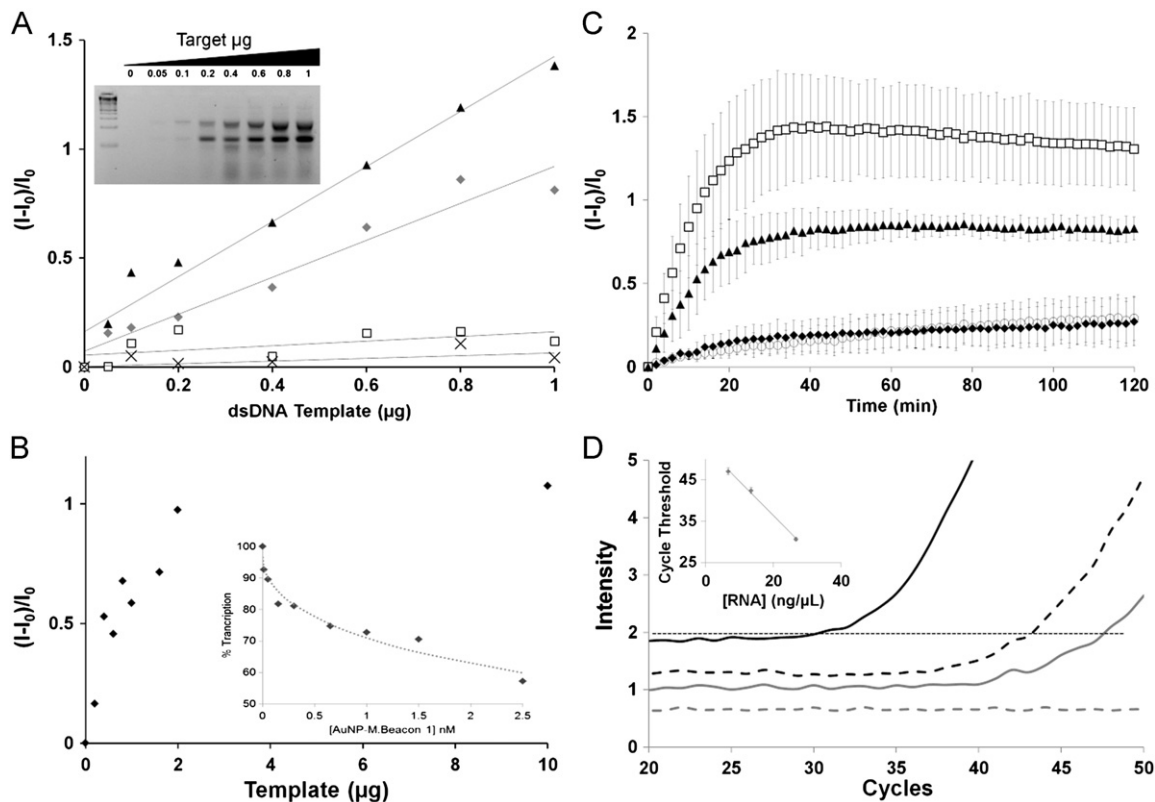 A
Target µg
0 0.05 0.1 0.2 0.4 0.6 0.8 1
1.5
1
0.5
0
(I-I₀)/I₀
0 0.2 0.4 0.6 0.8 1
dsDNA Template (µg)
B
1
0.5
0
(I-I₀)/I₀
100
90
80
70
60
50
% Trancription
0 0.5 1 1.5 2 2.5
[AuNP-M.Beacon 1] nM
0 2 4 6 8 10
Template (µg)
C
2
1.5
1
0.5
0
(I-I₀)/I₀
0 20 40 60 80 100 120
Time (min)
D
5
4
3
2
1
0
Intensity
45
35
25
Cycle Threshold
0 20 40
[RNA] (ng/µL)
20 25 30 35 40 45 50
Cycles